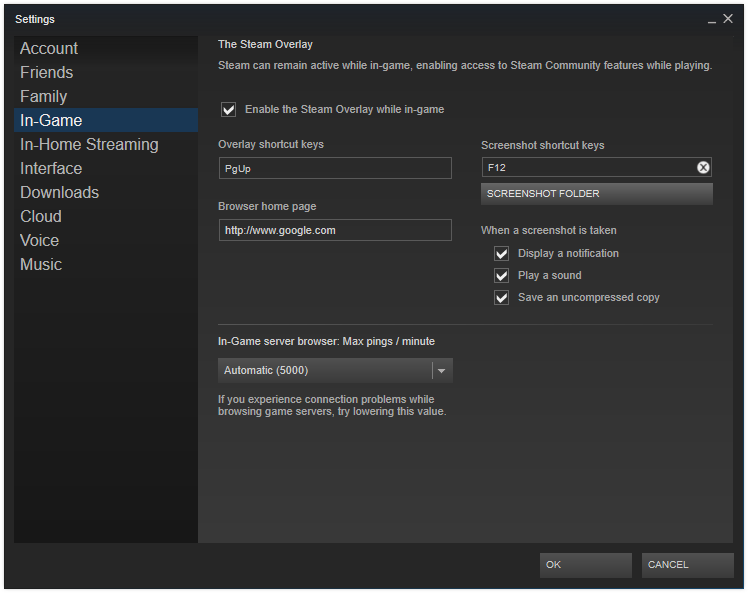 Settings
Account
Friends
Family
In-Game
In-Home Streaming
Interface
Downloads
Cloud
Voice
Music
The Steam Overlay
Steam can remain active while in-game, enabling access to Steam Community features while playing.
Enable the Steam Overlay while in-game
Overlay shortcut keys
PgUp
Browser home page
http://www.google.com
Screenshot shortcut keys
F12
SCREENSHOT FOLDER
When a screenshot is taken
Display a notification
Play a sound
Save an uncompressed copy
In-Game server browser: Max pings / minute
Automatic (5000)
If you experience connection problems while
browsing game servers, try lowering this value.
OK
CANCEL